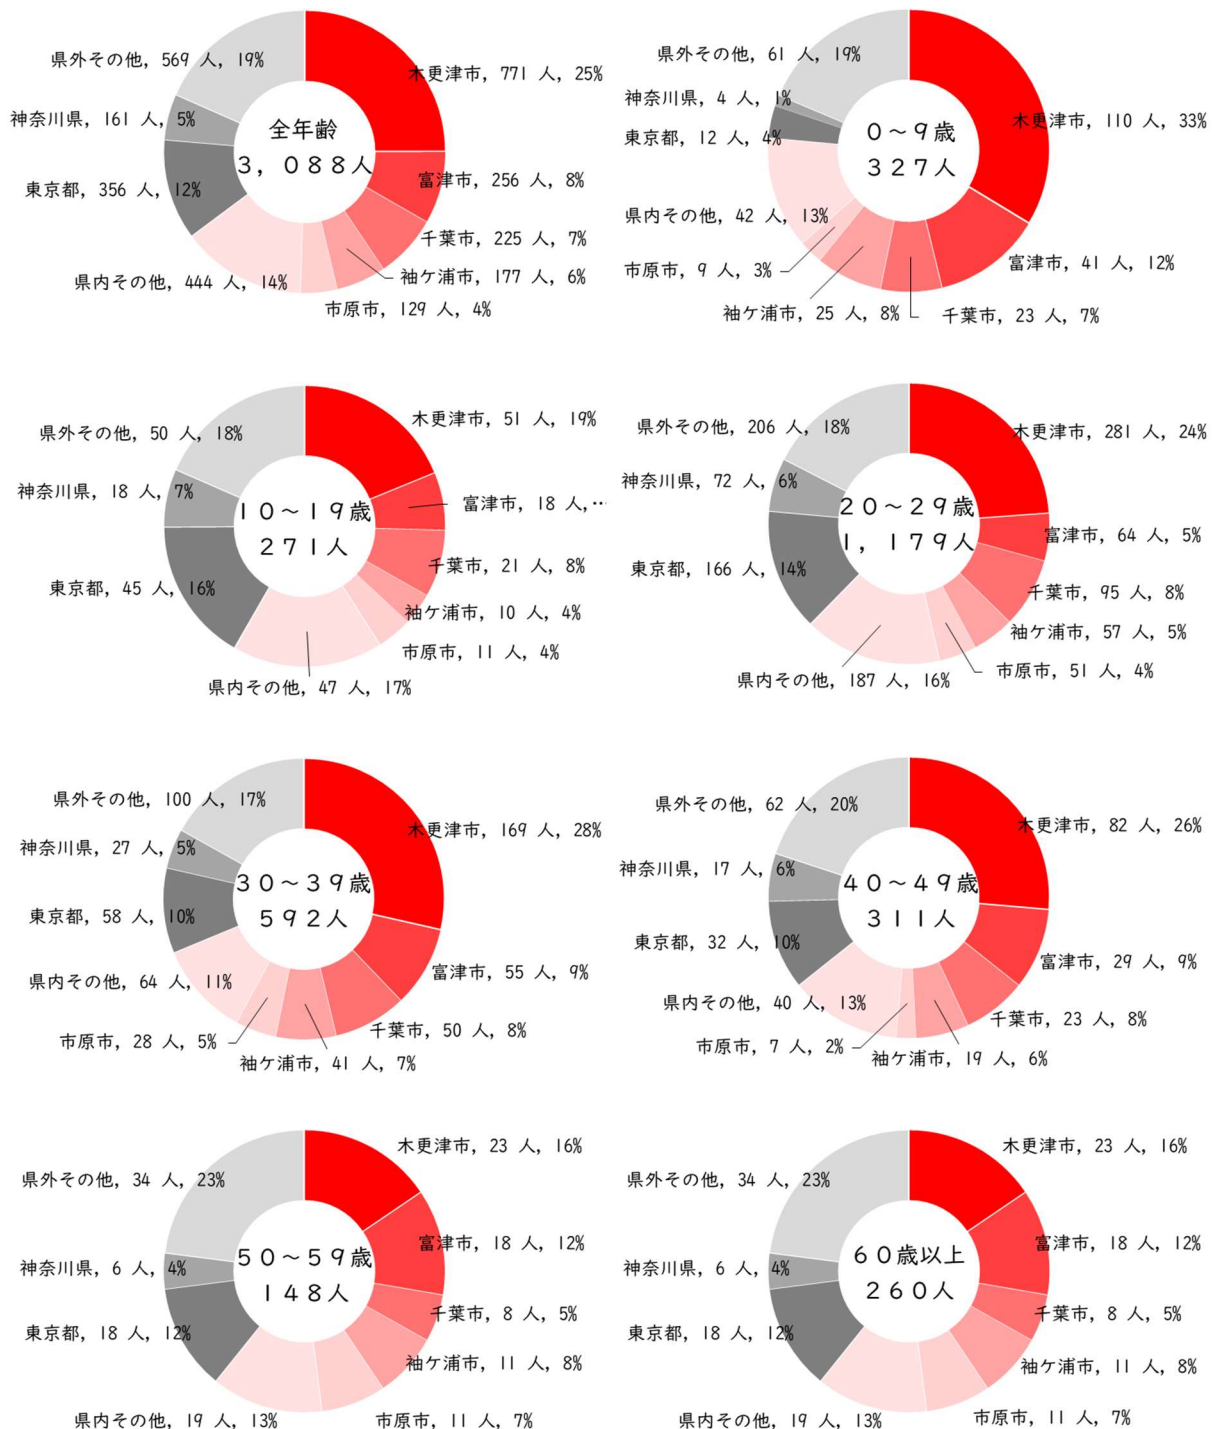 全年齢
3，088人
木更津市, 771 人, 25%
富津市, 256 人, 8%
千葉市, 225 人, 7%
袖ケ浦市, 177 人, 6%
市原市, 129 人, 4%
県内その他, 444 人, 14%
東京都, 356 人, 12%
神奈川県, 161 人, 5%
県外その他, 569 人, 19%
0～9歳
327人
木更津市, 110 人, 33%
富津市, 41 人, 12%
千葉市, 23 人, 7%
袖ケ浦市, 25 人, 8%
市原市, 9 人, 3%
県内その他, 42 人, 13%
東京都, 12 人, 4%
神奈川県, 4 人, 1%
県外その他, 61 人, 19%
10～19歳
271人
木更津市, 51 人, 19%
富津市, 18 人,…
千葉市, 21 人, 8%
袖ケ浦市, 10 人, 4%
市原市, 11 人, 4%
県内その他, 47 人, 17%
東京都, 45 人, 16%
神奈川県, 18 人, 7%
県外その他, 50 人, 18%
20～29歳
1，179人
木更津市, 281 人, 24%
富津市, 64 人, 5%
千葉市, 95 人, 8%
袖ケ浦市, 57 人, 5%
市原市, 51 人, 4%
県内その他, 187 人, 16%
東京都, 166 人, 14%
神奈川県, 72 人, 6%
県外その他, 206 人, 18%
30～39歳
592人
木更津市, 169 人, 28%
富津市, 55 人, 9%
千葉市, 50 人, 8%
袖ケ浦市, 41 人, 7%
市原市, 28 人, 5%
県内その他, 64 人, 11%
東京都, 58 人, 10%
神奈川県, 27 人, 5%
県外その他, 100 人, 17%
40～49歳
311人
木更津市, 82 人, 26%
富津市, 29 人, 9%
千葉市, 23 人, 8%
袖ケ浦市, 19 人, 6%
市原市, 7 人, 2%
県内その他, 40 人, 13%
東京都, 32 人, 10%
神奈川県, 17 人, 6%
県外その他, 62 人, 20%
50～59歳
148人
木更津市, 23 人, 16%
富津市, 18 人, 12%
千葉市, 8 人, 5%
袖ケ浦市, 11 人, 8%
市原市, 11 人, 7%
県内その他, 19 人, 13%
東京都, 18 人, 12%
神奈川県, 6 人, 4%
県外その他, 34 人, 23%
60歳以上
260人
木更津市, 23 人, 16%
富津市, 18 人, 12%
千葉市, 8 人, 5%
袖ケ浦市, 11 人, 8%
市原市, 11 人, 7%
県内その他, 19 人, 13%
東京都, 18 人, 12%
神奈川県, 6 人, 4%
県外その他, 34 人, 23%